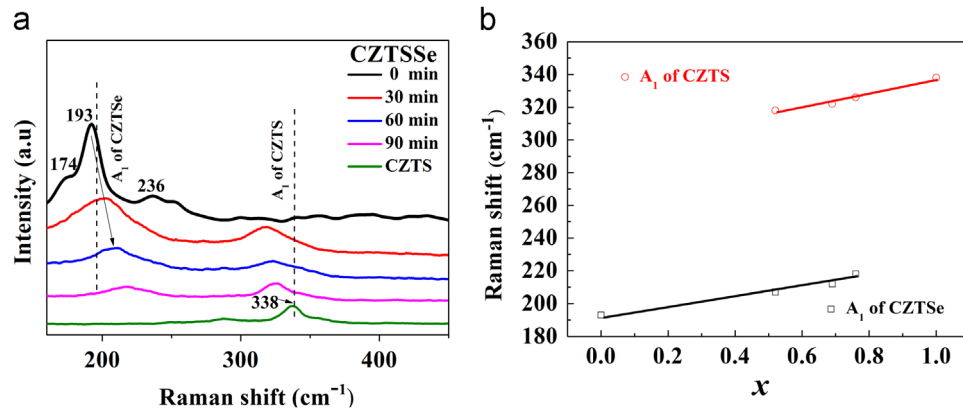 a
CZTSSe
0 min
30 min
60 min
90 min
CZTS
193
174
236
338
A₁ of CZTSe
A₁ of CZTS
Intensity (a.u)
200
300
400
Raman shift (cm⁻¹)
b
360
340
320
300
280
260
240
220
200
180
Raman shift (cm⁻¹)
A₁ of CZTS
A₁ of CZTSe
0.0
0.2
0.4
0.6
0.8
1.0
x